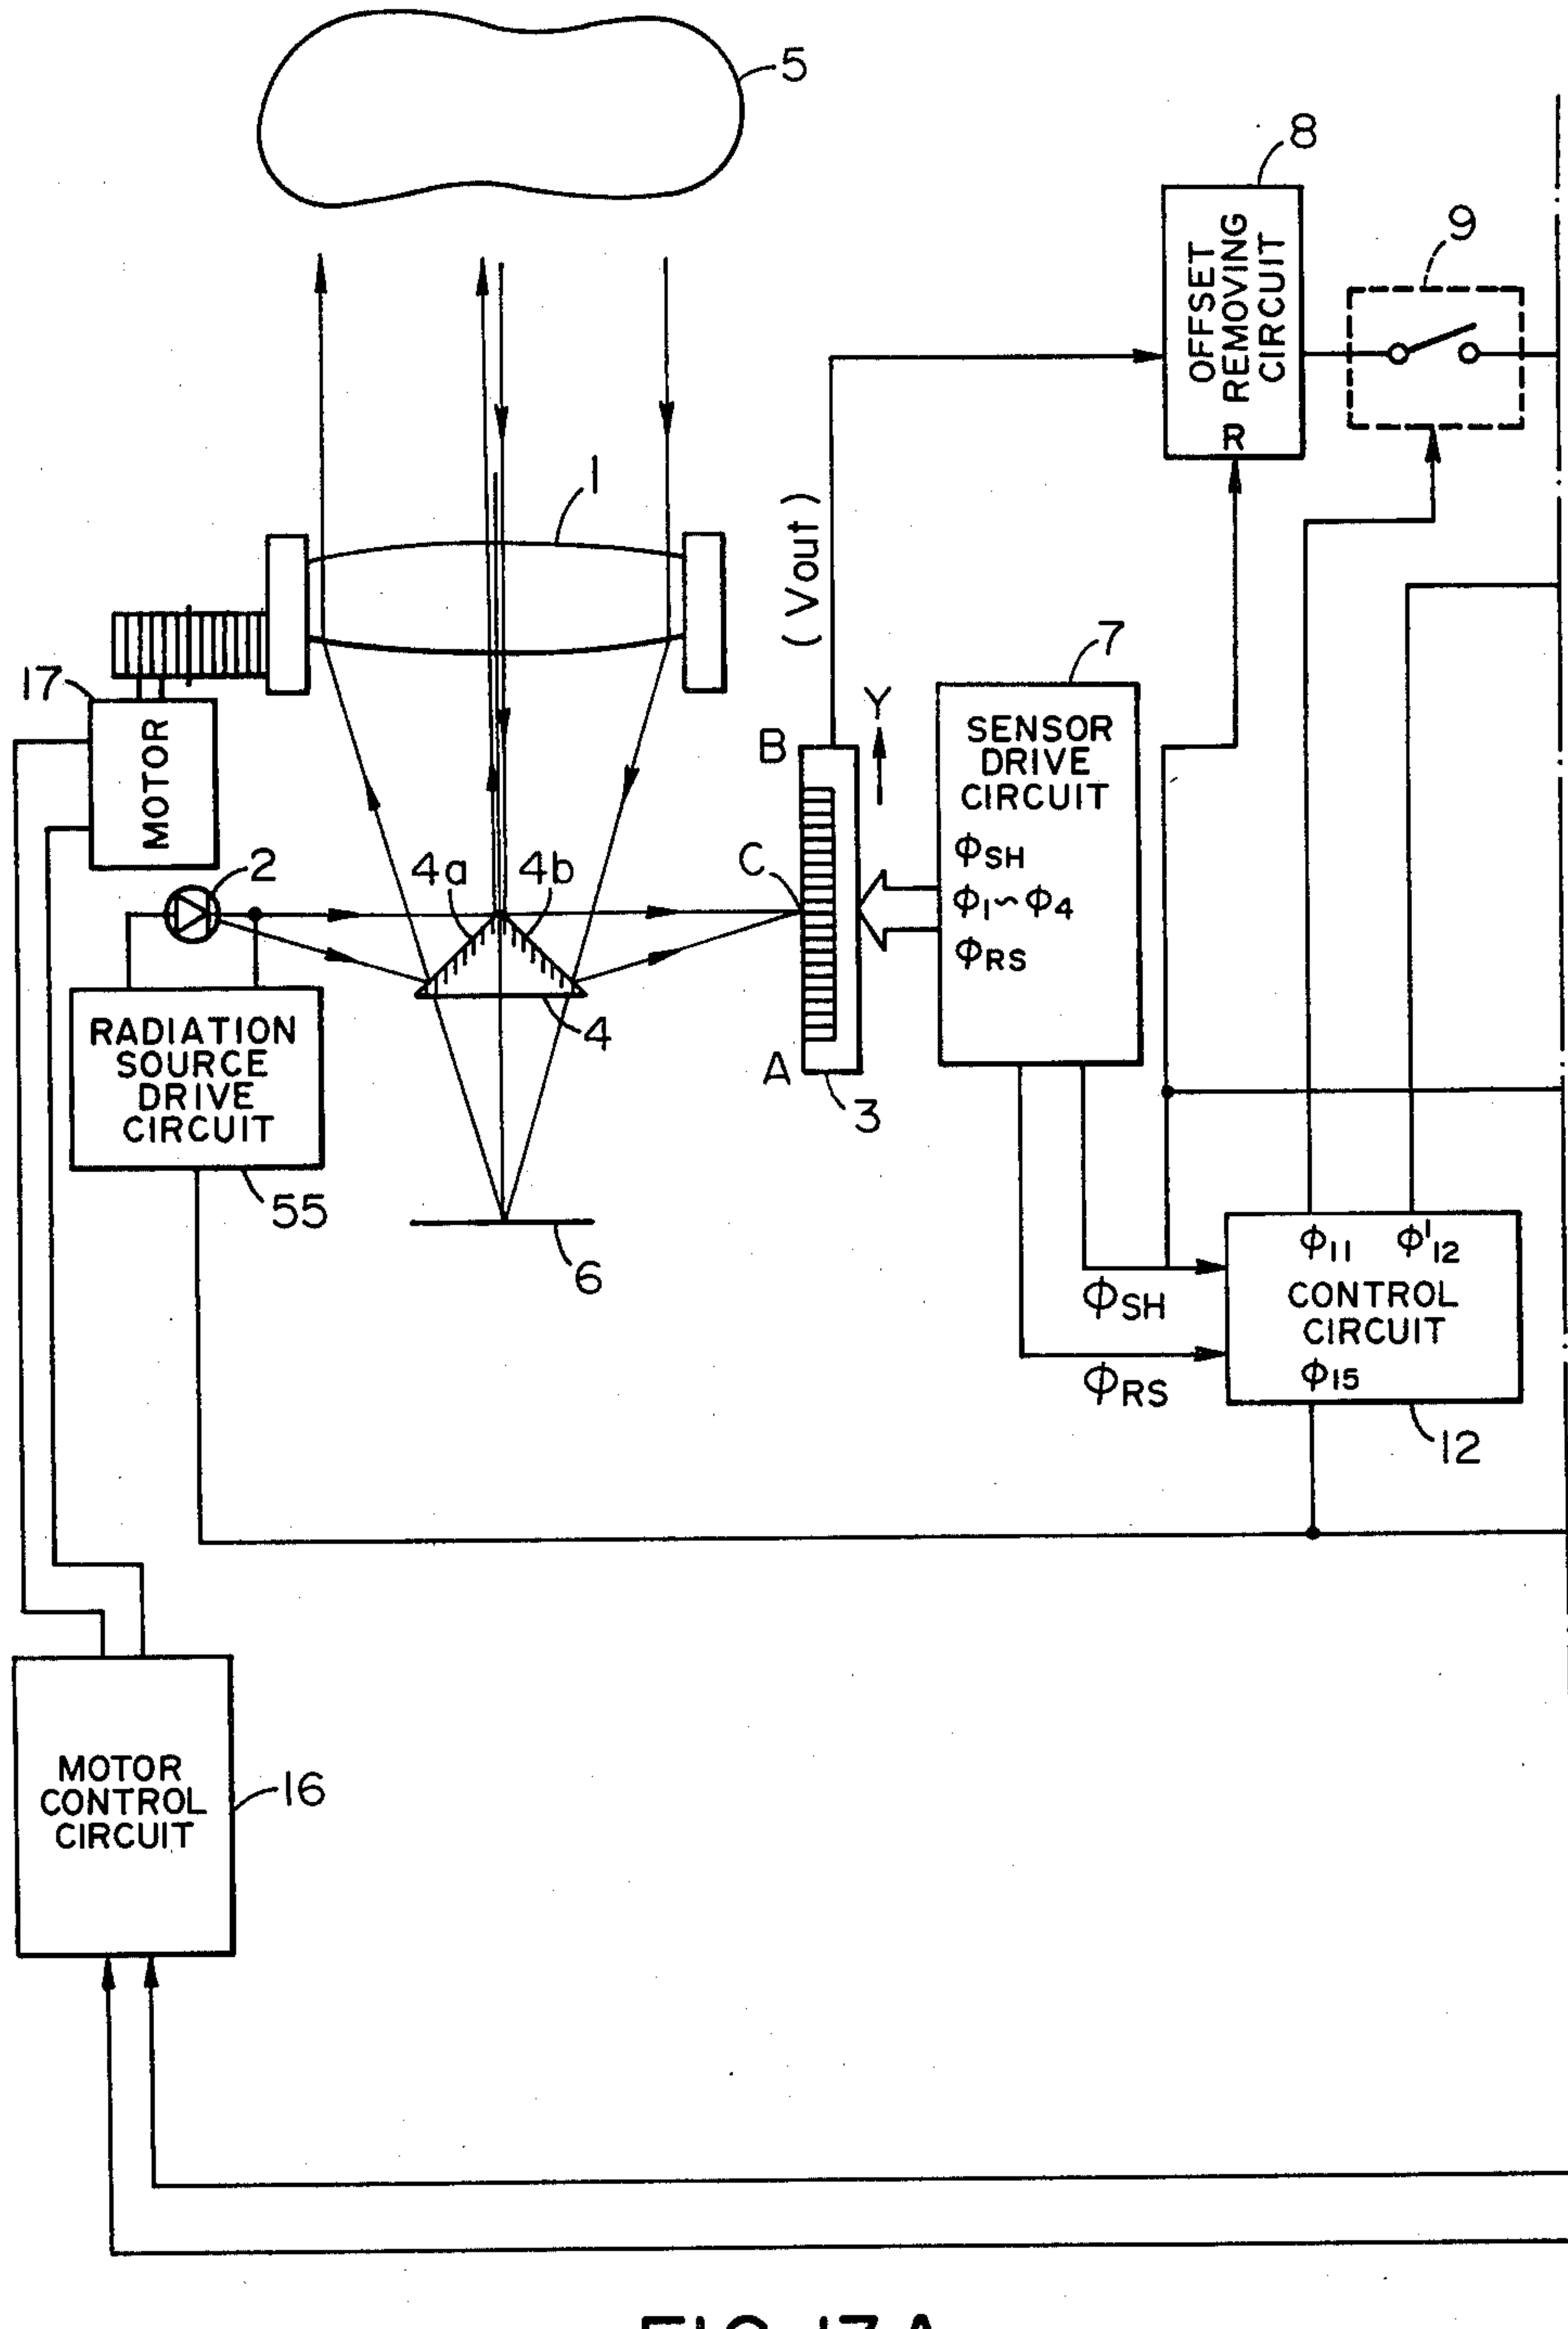 5
8
OFFSET
REMOVING
CIRCUIT
R
9
1
(Vout)
17
MOTOR
7
SENSOR
DRIVE
CIRCUIT
ϕSH
ϕ1~ϕ4
ϕRS
Y
B
C
A
3
2
4a
4b
4
RADIATION
SOURCE
DRIVE
CIRCUIT
55
6
ϕ11 ϕ'12
CONTROL
CIRCUIT
ϕ15
ϕSH
ϕRS
12
MOTOR
CONTROL
CIRCUIT
16
FIG. 17A